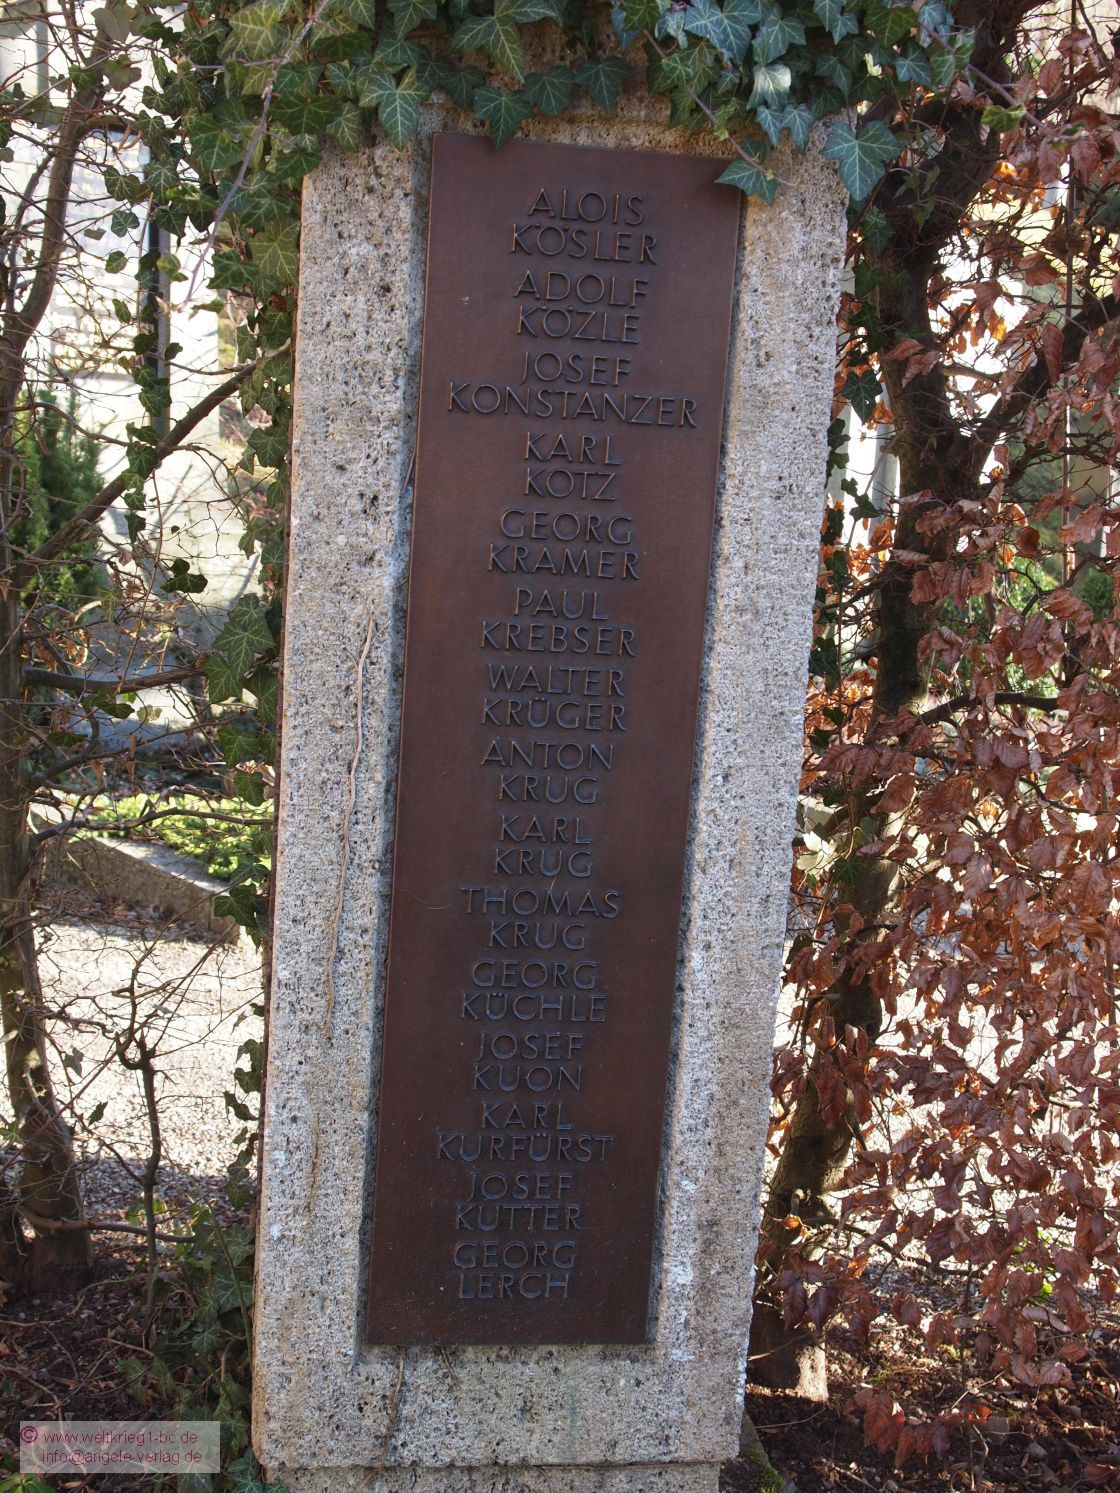 ALOIS
KÖSLER
ADOLF
KÖZLE
JOSEF
KONSTANZER
KARL
KOTZ
GEORG
KRAMER
PAUL
KREBSER
WALTER
KRÜGER
ANTON
KRUG
KARL
KRUG
THOMAS
KRUG
GEORG
KÜCHLE
JOSEF
KUON
KARL
KURFÜRST
JOSEF
KUTTER
GEORG
LERCH
© www.weltkrieg1-bc.de
info@angele-verlag.de